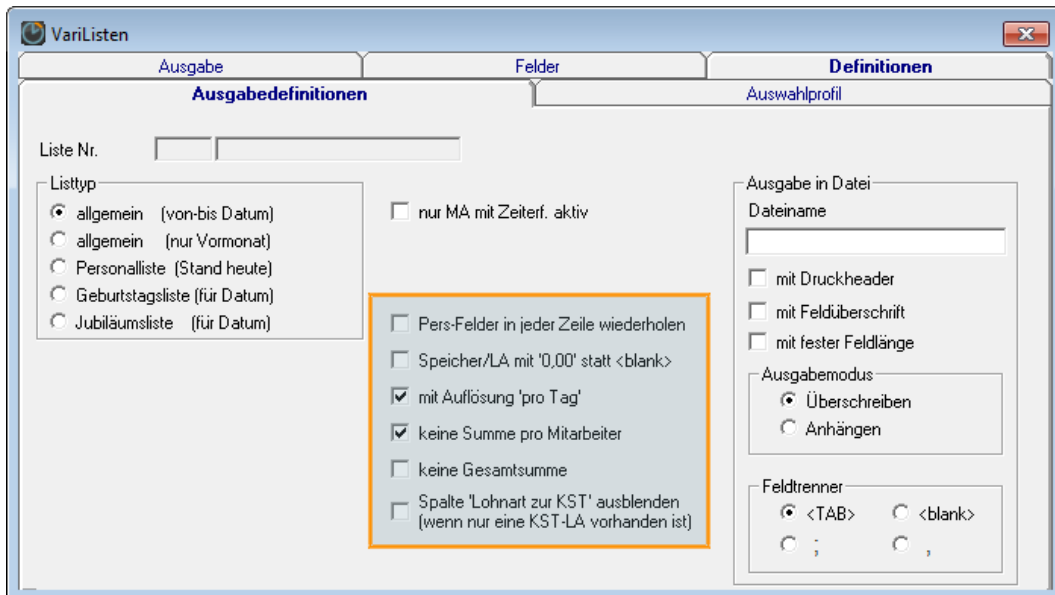 VariListen
Ausgabe
Felder
Definitionen
Ausgabedefinitionen
Auswahlprofil
Liste Nr.
Listtyp
allgemein (von-bis Datum)
allgemein (nur Vormonat)
Personalliste (Stand heute)
Geburtstagsliste (für Datum)
Jubiläumsliste (für Datum)
nur MA mit Zeiterf. aktiv
Pers-Felder in jeder Zeile wiederholen
Speicher/LA mit '0,00' statt <blank>
mit Auflösung 'pro Tag'
keine Summe pro Mitarbeiter
keine Gesamtsumme
Spalte 'Lohnart zur KST' ausblenden
(wenn nur eine KST-LA vorhanden ist)
Ausgabe in Datei
Dateiname
mit Druckheader
mit Feldüberschrift
mit fester Feldlänge
Ausgabemodus
Überschreiben
Anhängen
Feldtrenner
<TAB> <blank>
; ,